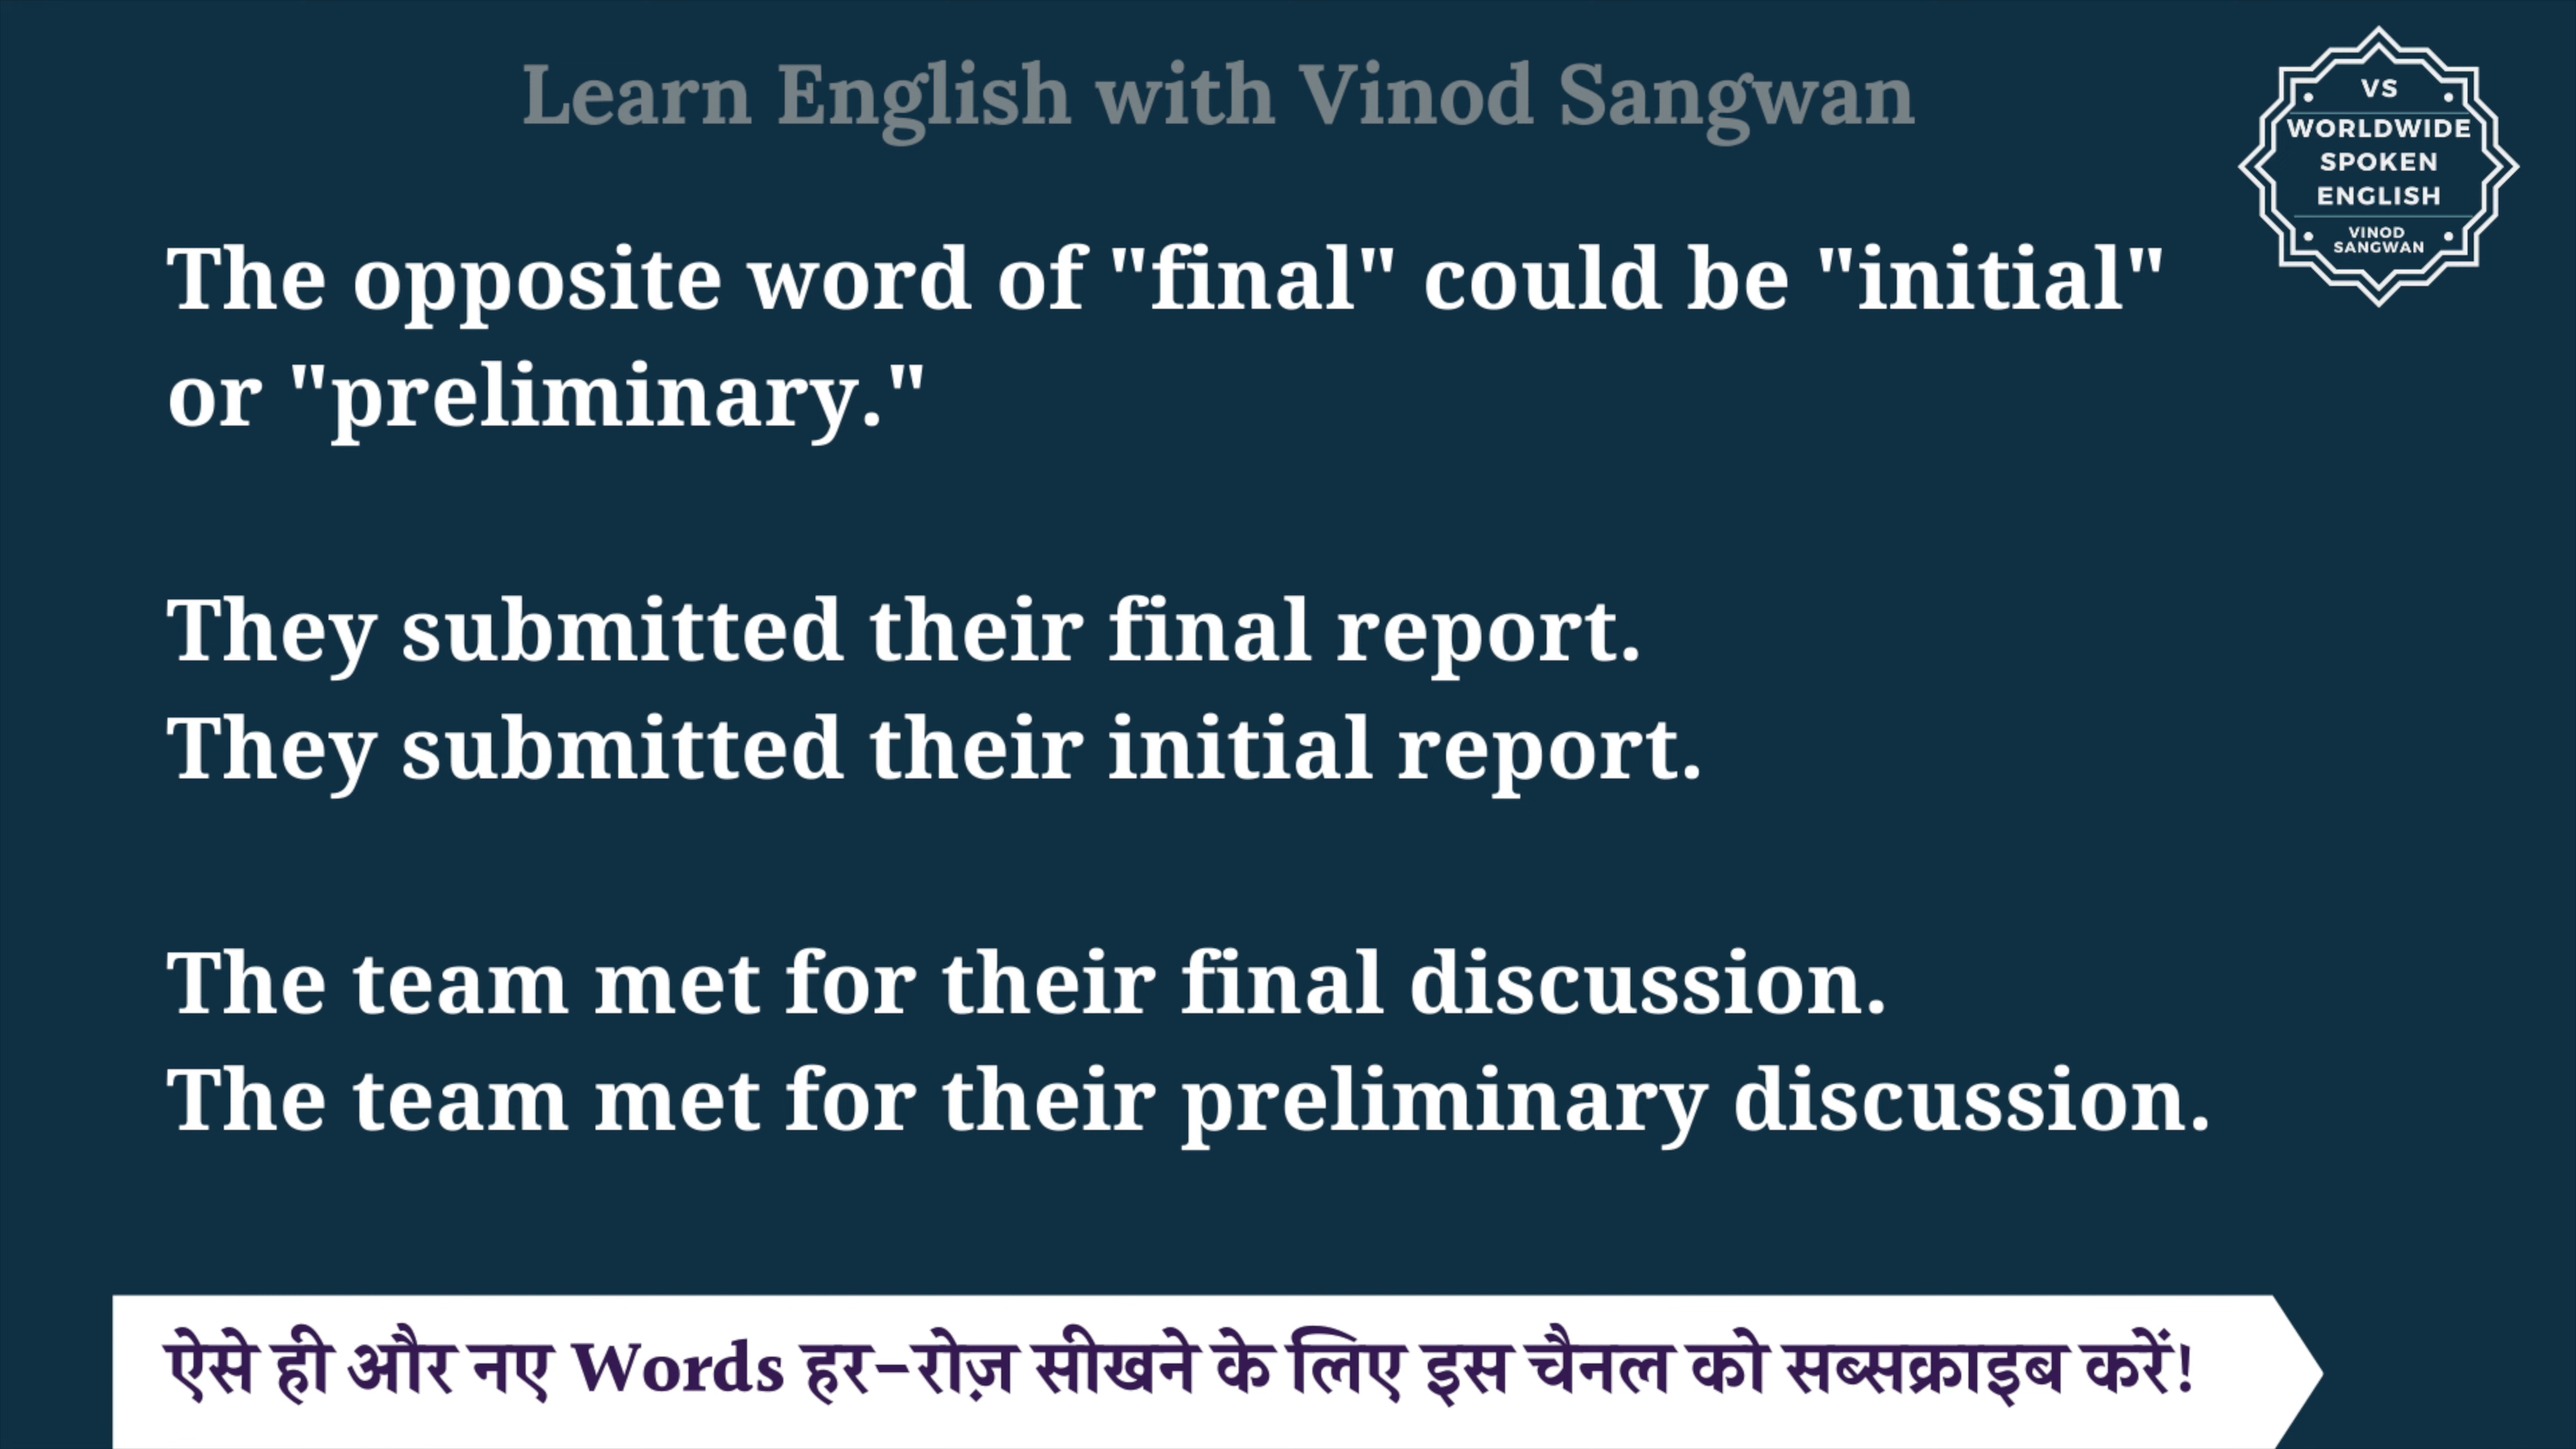 Learn English with Vinod Sangwan
VS
WORLDWIDE
SPOKEN
ENGLISH
VINOD
SANGWAN
The opposite word of "final" could be "initial"
or "preliminary."
They submitted their final report.
They submitted their initial report.
The team met for their final discussion.
The team met for their preliminary discussion.
ऐसे ही और नए Words हर-रोज़ सीखने के लिए इस चैनल को सब्सक्राइब करें!